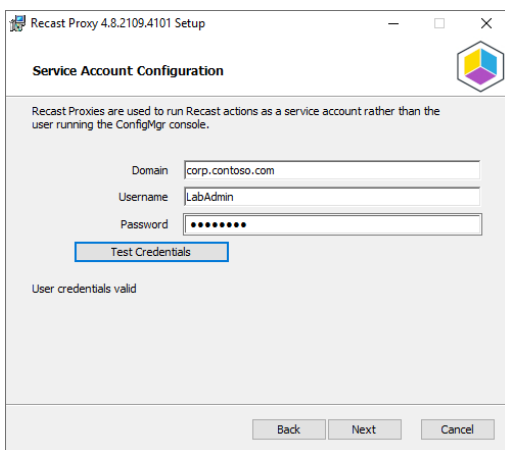 Recast Proxy 4.8.2109.4101 Setup
Service Account Configuration
Recast Proxies are used to run Recast actions as a service account rather than the
user running the ConfigMgr console.
Domain corp.contoso.com
Username LabAdmin
Password ●●●●●●●●
Test Credentials
User credentials valid
Back Next Cancel